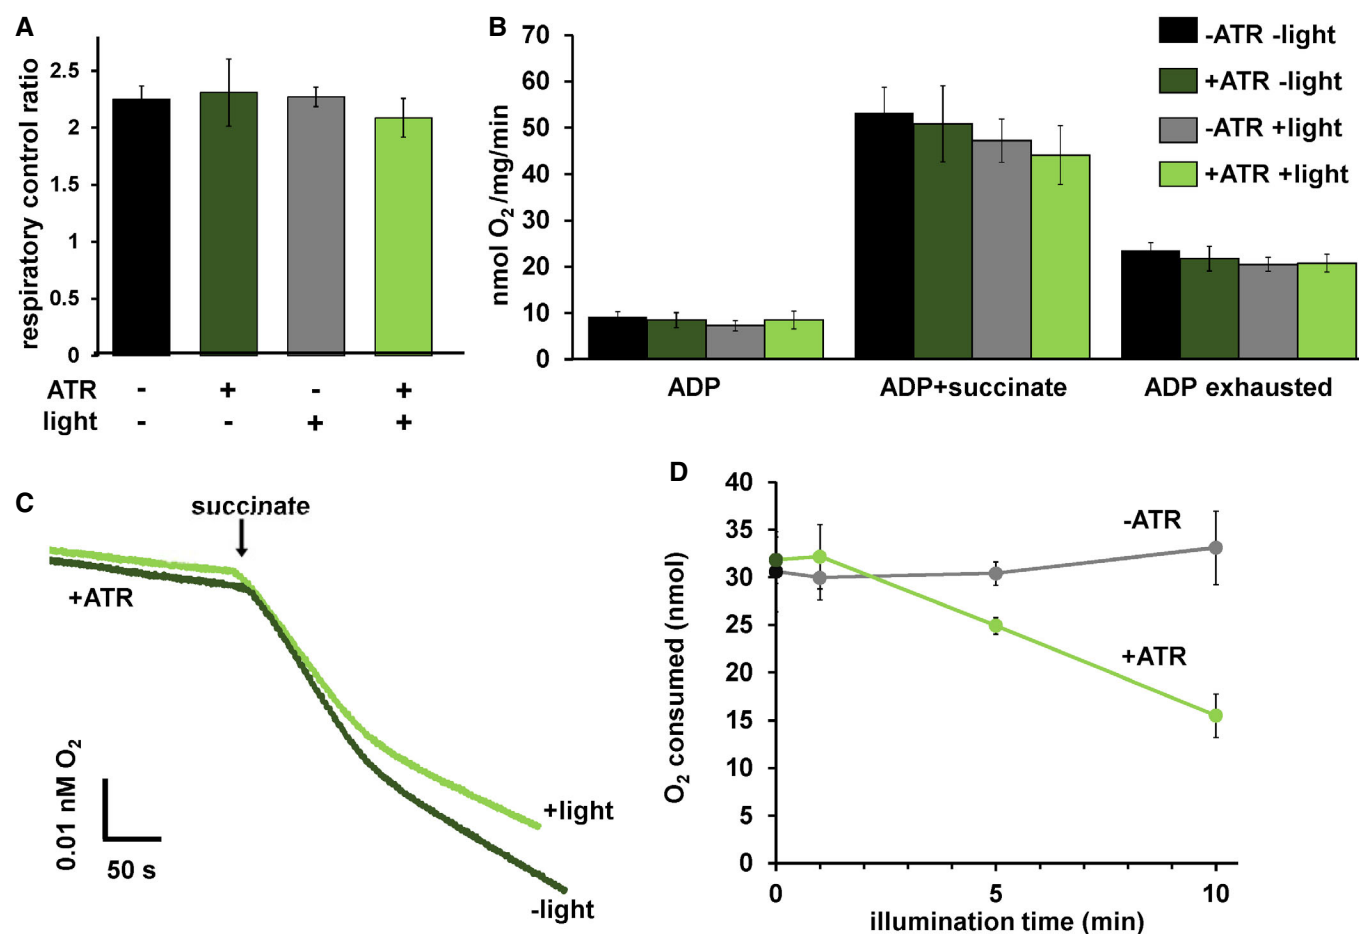 A
respiratory control ratio
2.5
2
1.5
1
0.5
0
ATR - + - +
light - - + +
B
nmol O2 /mg/min
70
60
50
40
30
20
10
0
ADP ADP+succinate ADP exhausted
-ATR -light
+ATR -light
-ATR +light
+ATR +light
C
succinate
+ATR
+light
-light
0.01 nM O2
50 s
D
O2 consumed (nmol)
40
35
30
25
20
15
10
5
0
-ATR
+ATR
0 5 10
illumination time (min)